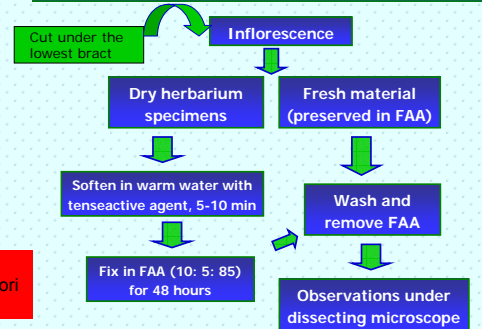 Cut under the
lowest bract
Inflorescence
Dry herbarium
specimens
Fresh material
(preserved in FAA)
Soften in warm water with
tenseactive agent, 5-10 min
Wash and
remove FAA
Fix in FAA (10: 5: 85)
for 48 hours
ori
Observations under
dissecting microscope